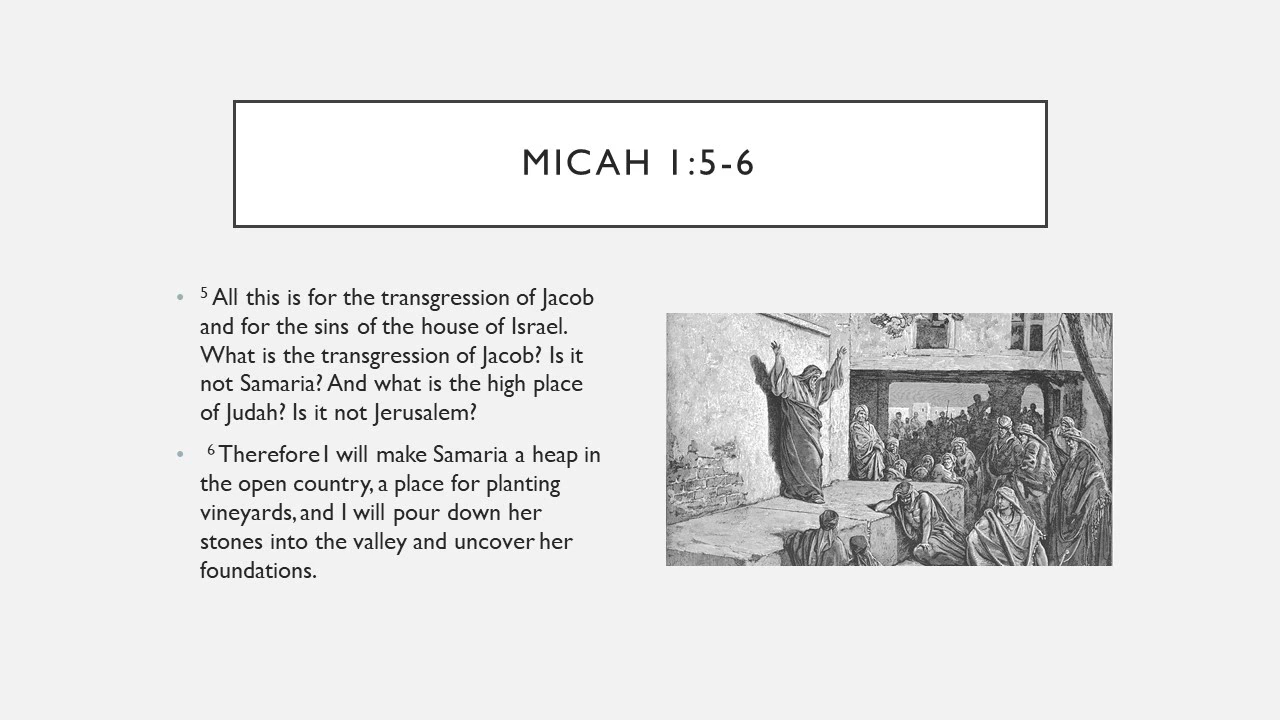 MICAH 1:5-6
• 5 All this is for the transgression of Jacob
and for the sins of the house of Israel.
What is the transgression of Jacob? Is it
not Samaria? And what is the high place
of Judah? Is it not Jerusalem?
• 6 Therefore I will make Samaria a heap in
the open country, a place for planting
vineyards, and I will pour down her
stones into the valley and uncover her
foundations.